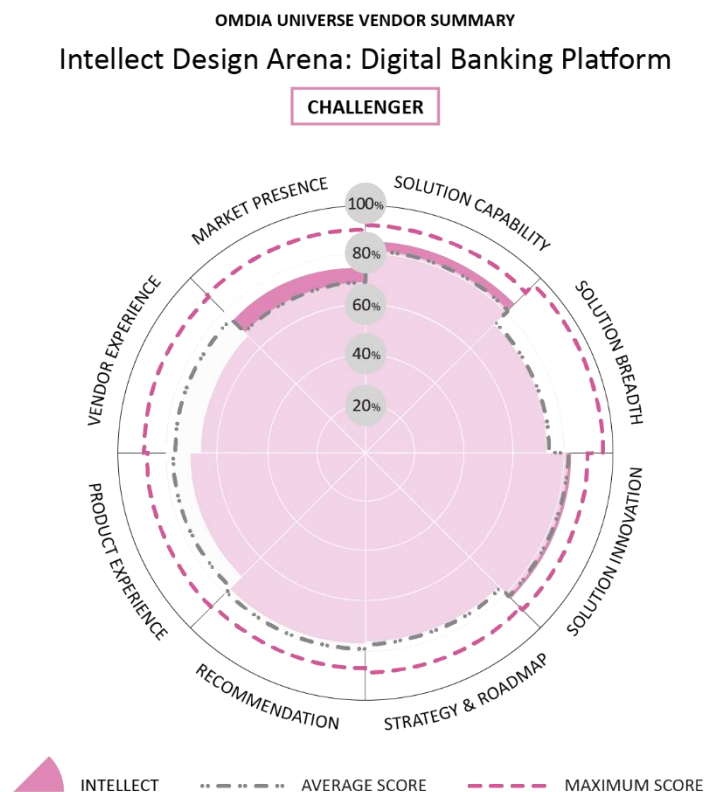 OMDIA UNIVERSE VENDOR SUMMARY
Intellect Design Arena: Digital Banking Platform
CHALLENGER
MARKET PRESENCE
SOLUTION CAPABILITY
SOLUTION BREADTH
SOLUTION INNOVATION
STRATEGY & ROADMAP
RECOMMENDATION
PRODUCT EXPERIENCE
VENDOR EXPERIENCE
100%
80%
60%
40%
20%
INTELLECT
AVERAGE SCORE
MAXIMUM SCORE